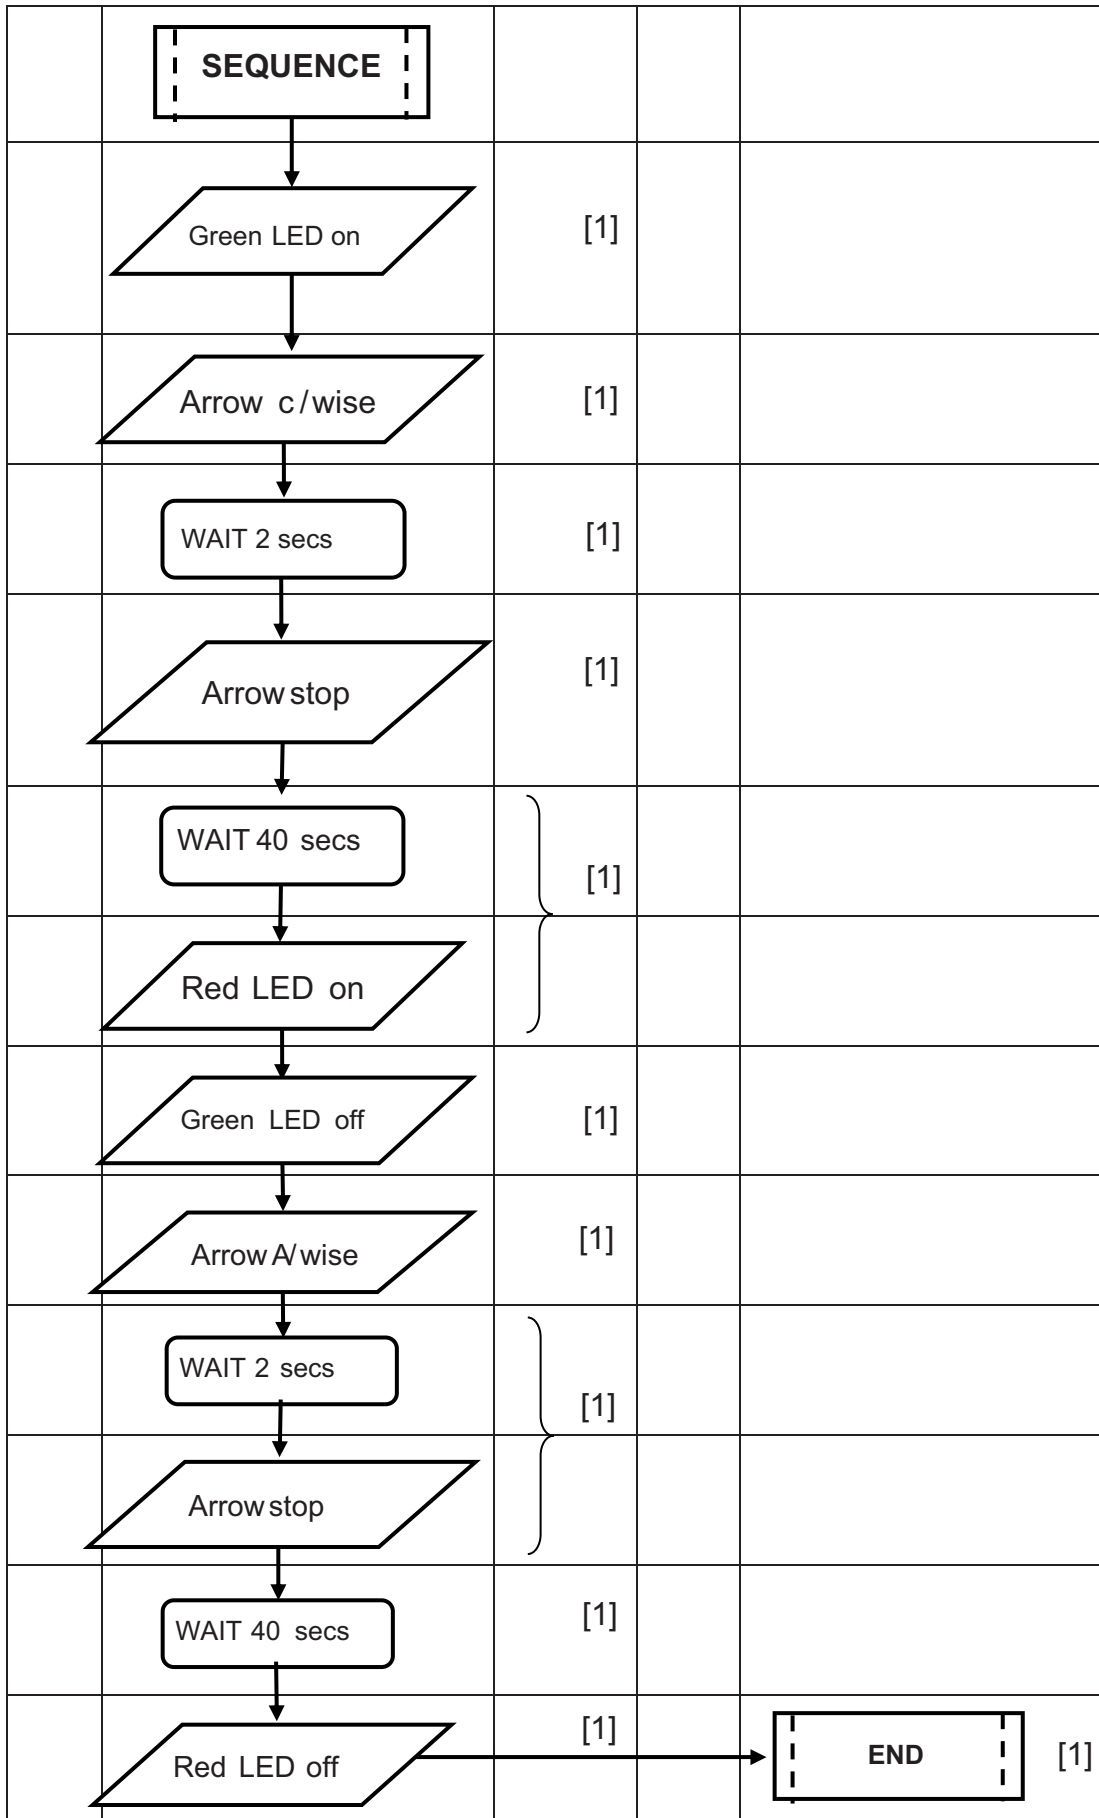 SEQUENCE
Green LED on
[1]
Arrow c/wise
[1]
WAIT 2 secs
[1]
Arrow stop
[1]
WAIT 40 secs
[1]
Red LED on
Green LED off
[1]
Arrow A/wise
[1]
WAIT 2 secs
[1]
Arrow stop
WAIT 40 secs
[1]
Red LED off
[1]
END
[1]